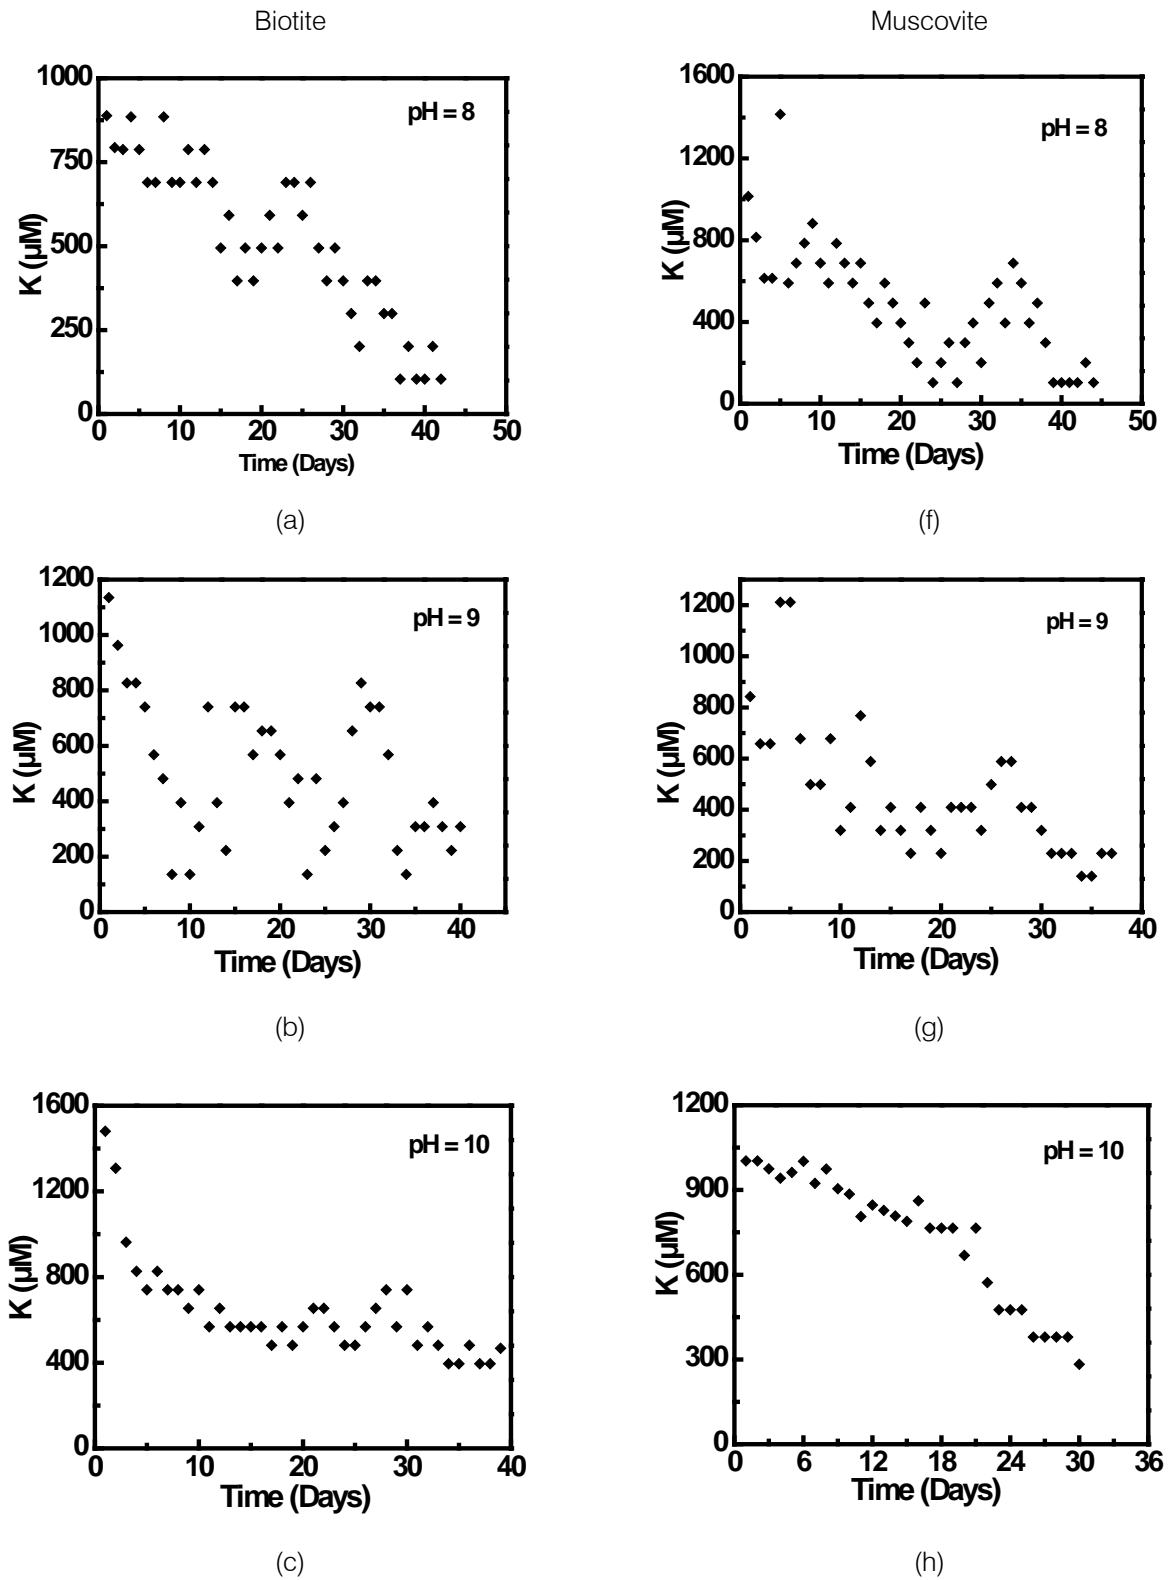 Biotite
Muscovite
1000
750
500
250
0
K (µM)
pH = 8
0 10 20 30 40 50
Time (Days)
(a)
1600
1200
800
400
0
K (µM)
pH = 8
0 10 20 30 40 50
Time (Days)
(f)
1200
1000
800
600
400
200
0
K (µM)
pH = 9
0 10 20 30 40
Time (Days)
(b)
1200
1000
800
600
400
200
0
K (µM)
pH = 9
0 10 20 30 40
Time (Days)
(g)
1600
1200
800
400
0
K (µM)
pH = 10
0 10 20 30 40
Time (Days)
(c)
1200
900
600
300
0
K (µM)
pH = 10
0 6 12 18 24 30 36
Time (Days)
(h)